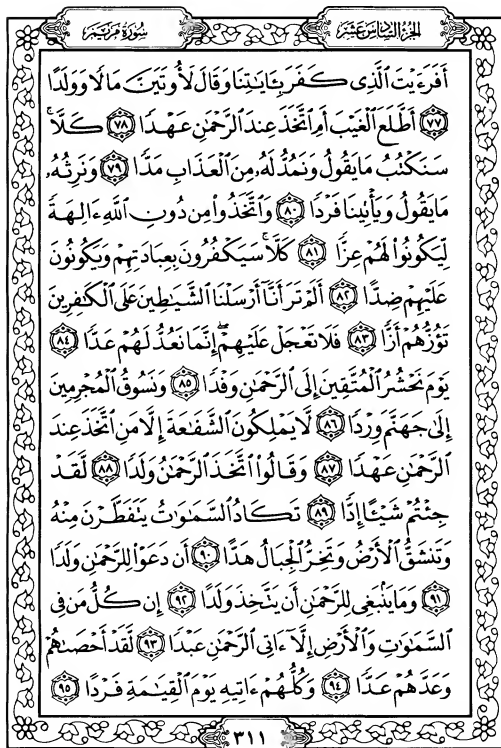 الجزء السادس عشر
سورة مريم
أَفَرَءَيْتَ ٱلَّذِى كَفَرَ بِـَٔايَـٰتِنَا وَقَالَ لَأُوتَيَنَّ مَالًا وَوَلَدًا
٧٧ أَطَّلَعَ ٱلْغَيْبَ أَمِ ٱتَّخَذَ عِندَ ٱلرَّحْمَـٰنِ عَهْدًا ٧٨ كَلَّا ۚ
سَنَكْتُبُ مَا يَقُولُ وَنَمُدُّ لَهُۥ مِنَ ٱلْعَذَابِ مَدًّا ٧٩ وَنَرِثُهُۥ
مَا يَقُولُ وَيَأْتِينَا فَرْدًا ٨٠ وَٱتَّخَذُوا۟ مِن دُونِ ٱللَّهِ ءَالِهَةً
لِّيَكُونُوا۟ لَهُمْ عِزًّا ٨١ كَلَّا ۚ سَيَكْفُرُونَ بِعِبَادَتِهِمْ وَيَكُونُونَ
عَلَيْهِمْ ضِدًّا ٨٢ أَلَمْ تَرَ أَنَّآ أَرْسَلْنَا ٱلشَّيَـٰطِينَ عَلَى ٱلْكَـٰفِرِينَ
تَؤُزُّهُمْ أَزًّا ٨٣ فَلَا تَعْجَلْ عَلَيْهِمْ ۖ إِنَّمَا نَعُدُّ لَهُمْ عَدًّا ٨٤
يَوْمَ نَحْشُرُ ٱلْمُتَّقِينَ إِلَى ٱلرَّحْمَـٰنِ وَفْدًا ٨٥ وَنَسُوقُ ٱلْمُجْرِمِينَ
إِلَىٰ جَهَنَّمَ وِرْدًا ٨٦ لَّا يَمْلِكُونَ ٱلشَّفَـٰعَةَ إِلَّا مَنِ ٱتَّخَذَ عِندَ
ٱلرَّحْمَـٰنِ عَهْدًا ٨٧ وَقَالُوا۟ ٱتَّخَذَ ٱلرَّحْمَـٰنُ وَلَدًا ٨٨ لَّقَدْ
جِئْتُمْ شَيْـًٔا إِدًّا ٨٩ تَكَادُ ٱلسَّمَـٰوَٰتُ يَتَفَطَّرْنَ مِنْهُ
وَتَنشَقُّ ٱلْأَرْضُ وَتَخِرُّ ٱلْجِبَالُ هَدًّا ٩٠ أَن دَعَوْا۟ لِلرَّحْمَـٰنِ وَلَدًا
٩١ وَمَا يَنۢبَغِى لِلرَّحْمَـٰنِ أَن يَتَّخِذَ وَلَدًا ٩٢ إِن كُلُّ مَن فِى
ٱلسَّمَـٰوَٰتِ وَٱلْأَرْضِ إِلَّآ ءَاتِى ٱلرَّحْمَـٰنِ عَبْدًا ٩٣ لَّقَدْ أَحْصَىٰهُمْ
وَعَدَّهُمْ عَدًّا ٩٤ وَكُلُّهُمْ ءَاتِيهِ يَوْمَ ٱلْقِيَـٰمَةِ فَرْدًا ٩٥
٣١١